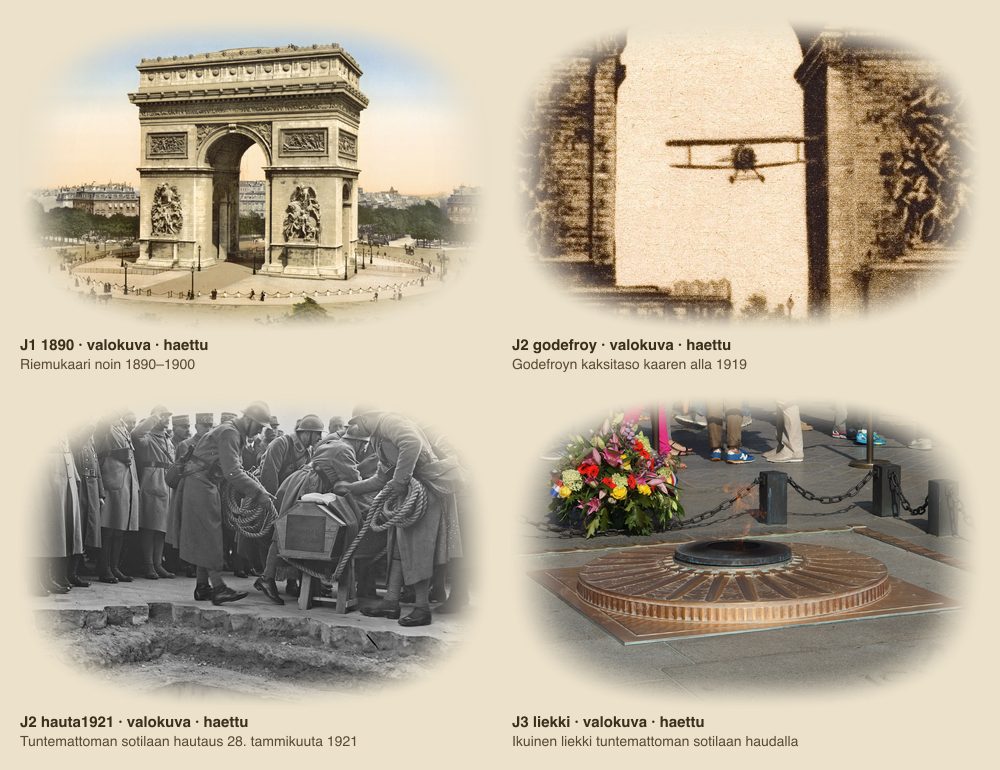 J1 1890 · valokuva · haettu
Riemukaari noin 1890–1900
J2 godefroy · valokuva · haettu
Godefroyn kaksitaso kaaren alla 1919
J2 hauta1921 · valokuva · haettu
Tuntemattoman sotilaan hautaus 28. tammikuuta 1921
J3 liekki · valokuva · haettu
Ikuinen liekki tuntemattoman sotilaan haudalla